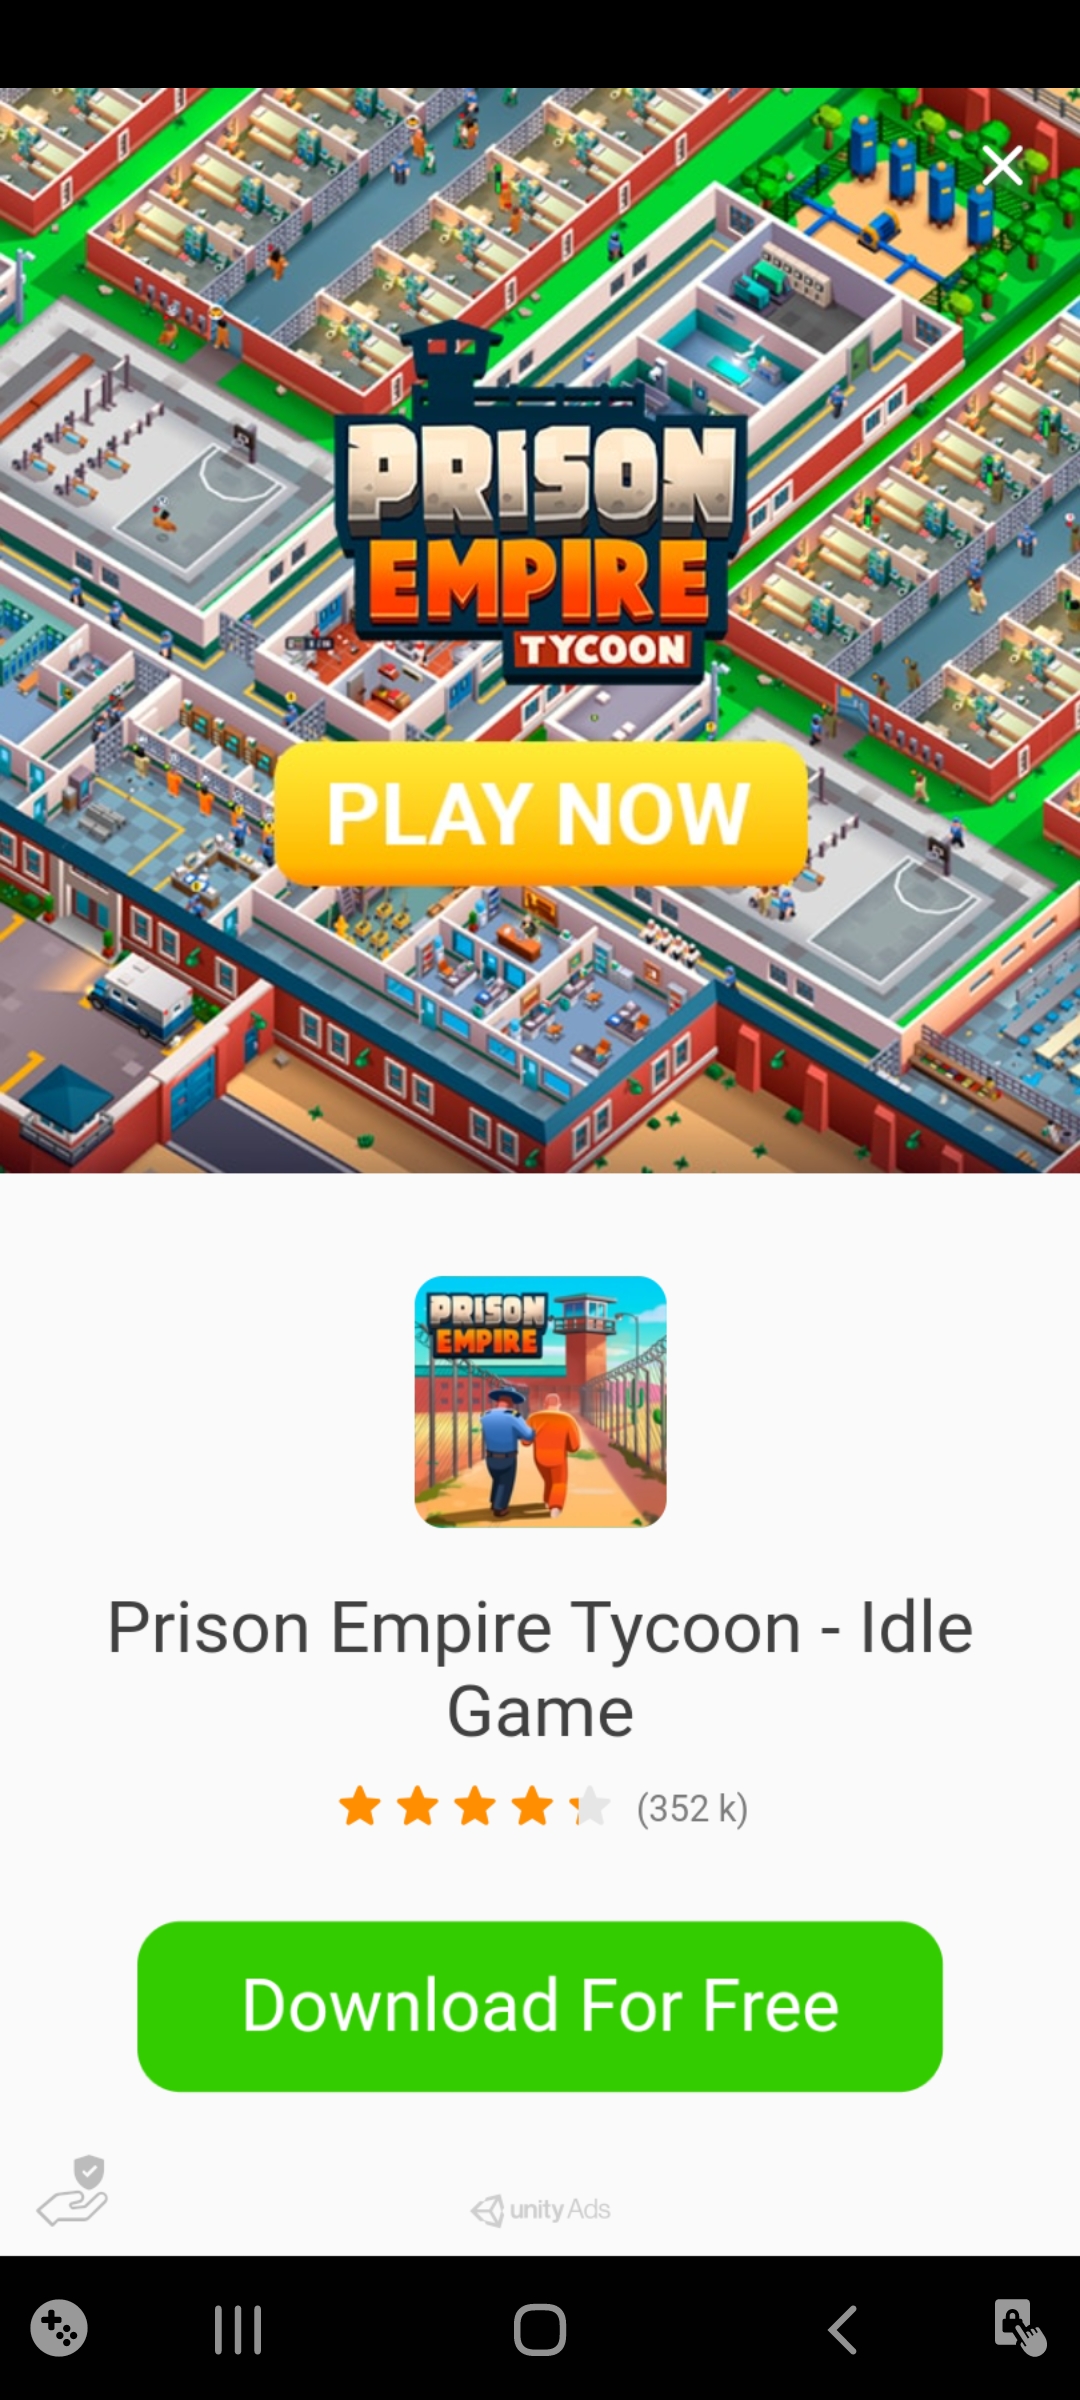 PRISON
EMPIRE
TYCOON
PLAY NOW
PRISON
EMPIRE
Prison Empire Tycoon - Idle
Game
(352 k)
Download For Free
unity Ads